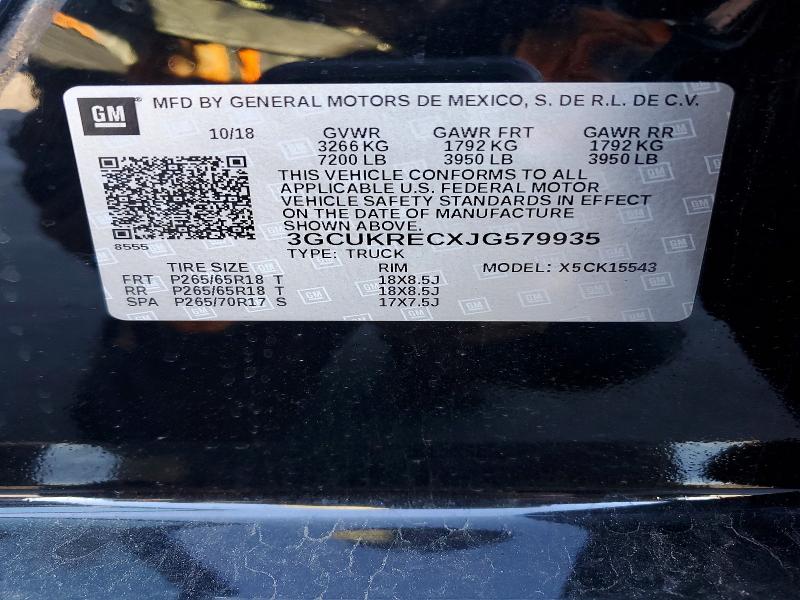 GM
MFD BY GENERAL MOTORS DE MEXICO, S. DE R.L. DE C.V.
10/18 GVWR GAWR FRT GAWR RR
3266 KG 1792 KG 1792 KG
7200 LB 3950 LB 3950 LB
THIS VEHICLE CONFORMS TO ALL
APPLICABLE U.S. FEDERAL MOTOR
VEHICLE SAFETY STANDARDS IN EFFECT
ON THE DATE OF MANUFACTURE
SHOWN ABOVE.
8555
3GCUKRECXJG579935
TYPE: TRUCK
TIRE SIZE RIM MODEL: X5CK15543
FRT P265/65R18 T 18X8.5J
RR P265/65R18 T 18X8.5J
SPA P265/70R17 S 17X7.5J